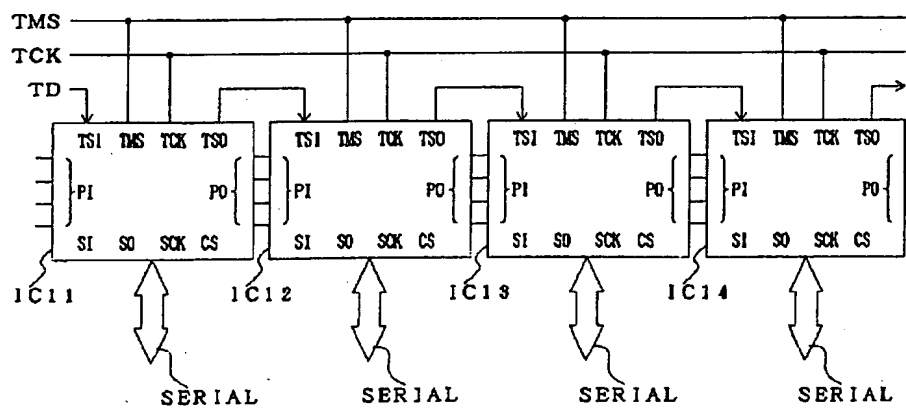 TMS
TCK
TD
TSI TMS TCK TSO TSI TMS TCK TSO TSI TMS TCK TSO TSI TMS TCK TSO
PI PO PI PO PI PO PI PO
SI SO SCK CS SI SO SCK CS SI SO SCK CS SI SO SCK CS
IC11 IC12 IC13 IC14
SERIAL SERIAL SERIAL SERIAL